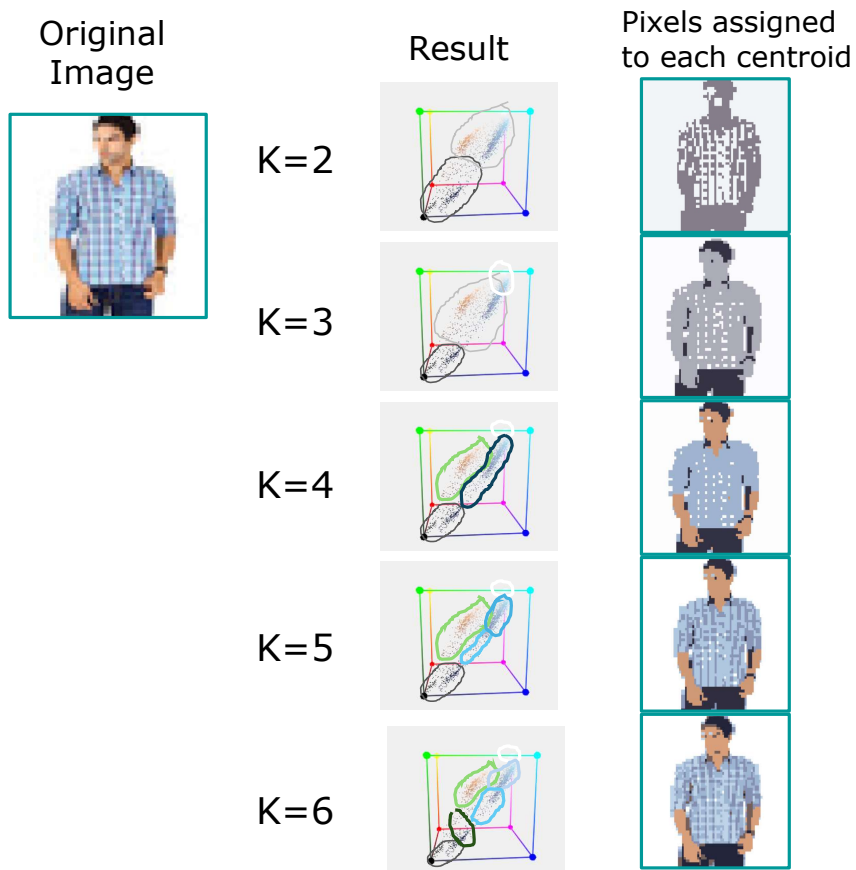 Original
Image
Result
Pixels assigned
to each centroid
K=2
K=3
K=4
K=5
K=6